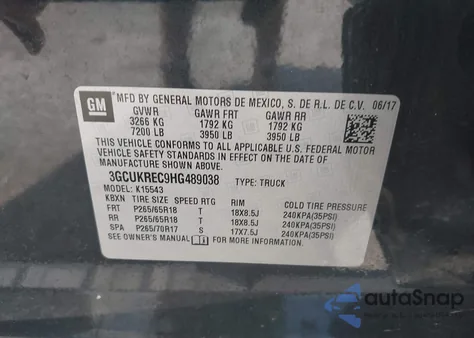 GM MFD BY GENERAL MOTORS DE MEXICO, S. DE R.L. DE C.V. 06/17
GVWR GAWR FRT GAWR RR
3266 KG 1792 KG 1792 KG
7200 LB 3950 LB 3950 LB
THIS VEHICLE CONFORMS TO ALL APPLICABLE U.S. FEDERAL MOTOR
VEHICLE SAFETY, BUMPER, AND THEFT PREVENTION STANDARDS IN
EFFECT ON THE DATE OF MANUFACTURE SHOWN ABOVE.
3GCUKREC9HG489038 TYPE: TRUCK
MODEL: K15543
KBXN TIRE SIZE SPEED RTG RIM COLD TIRE PRESSURE
FRT P265/65R18 T 18X8.5J 240KPA(35PSI)
RR P265/65R18 T 18X8.5J 240KPA(35PSI)
SPA P265/70R17 S 17X7.5J 240KPA(35PSI)
SEE OWNER'S MANUAL FOR MORE INFORMATION.
autoSnap